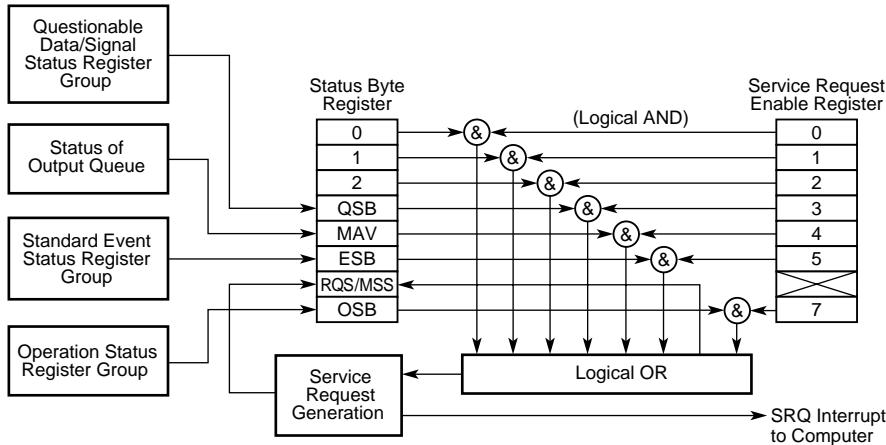 Questionable
Data/Signal
Status Register
Group
Status of
Output Queue
Standard Event
Status Register
Group
Operation Status
Register Group
Status Byte
Register
0
1
2
QSB
MAV
ESB
RQS/MSS
OSB
(Logical AND)
&
&
&
&
&
&
&
Service Request
Enable Register
0
1
2
3
4
5
7
Service
Request
Generation
Logical OR
SRQ Interrupt
to Computer